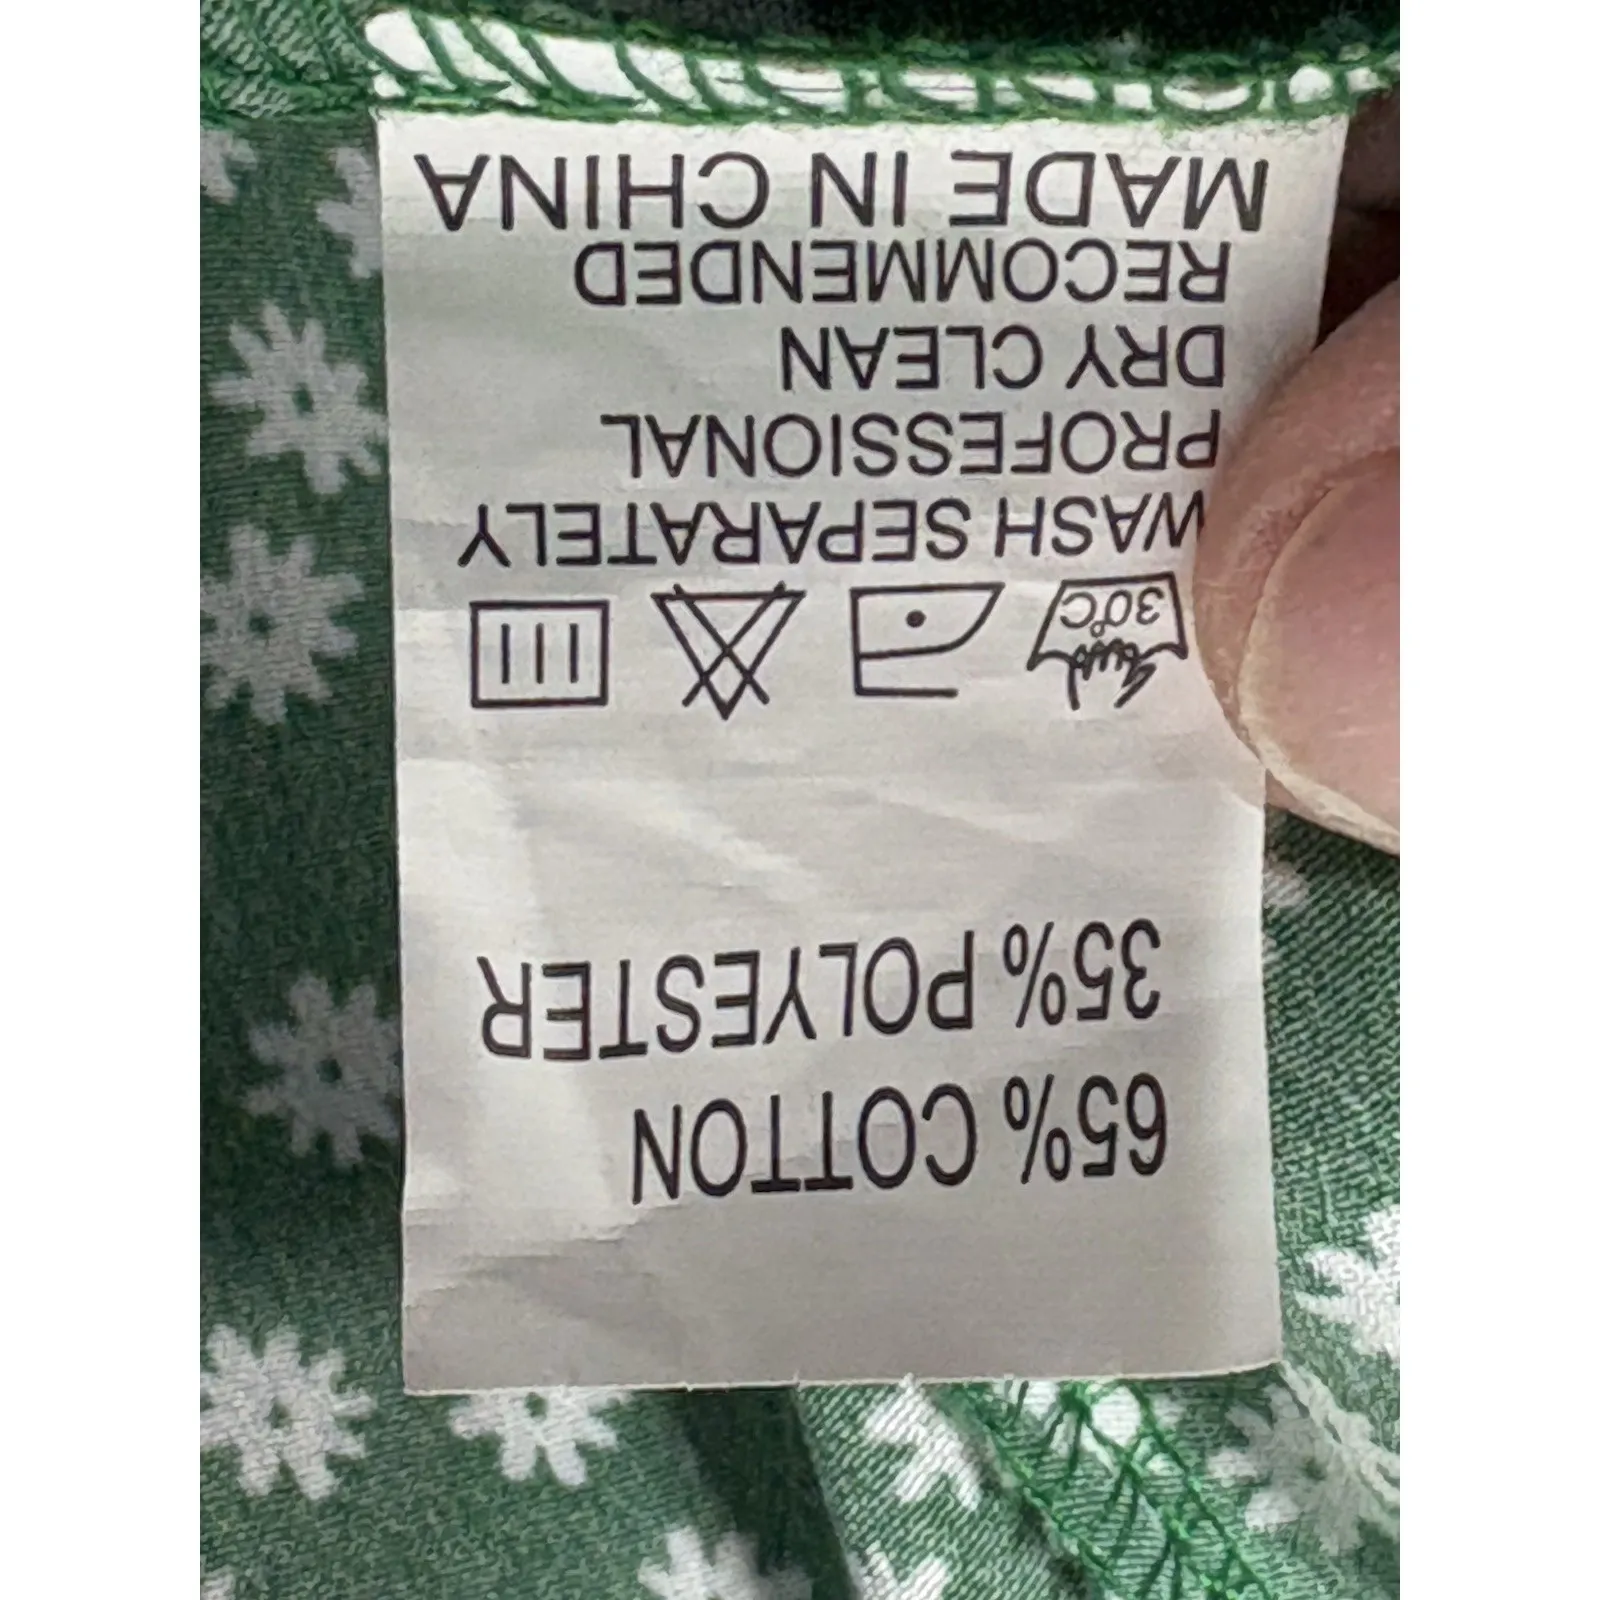 65% COTTON
35% POLYESTER
30°C
WASH SEPARATELY
PROFESSIONAL
DRY CLEAN
RECOMMENDED
MADE IN CHINA